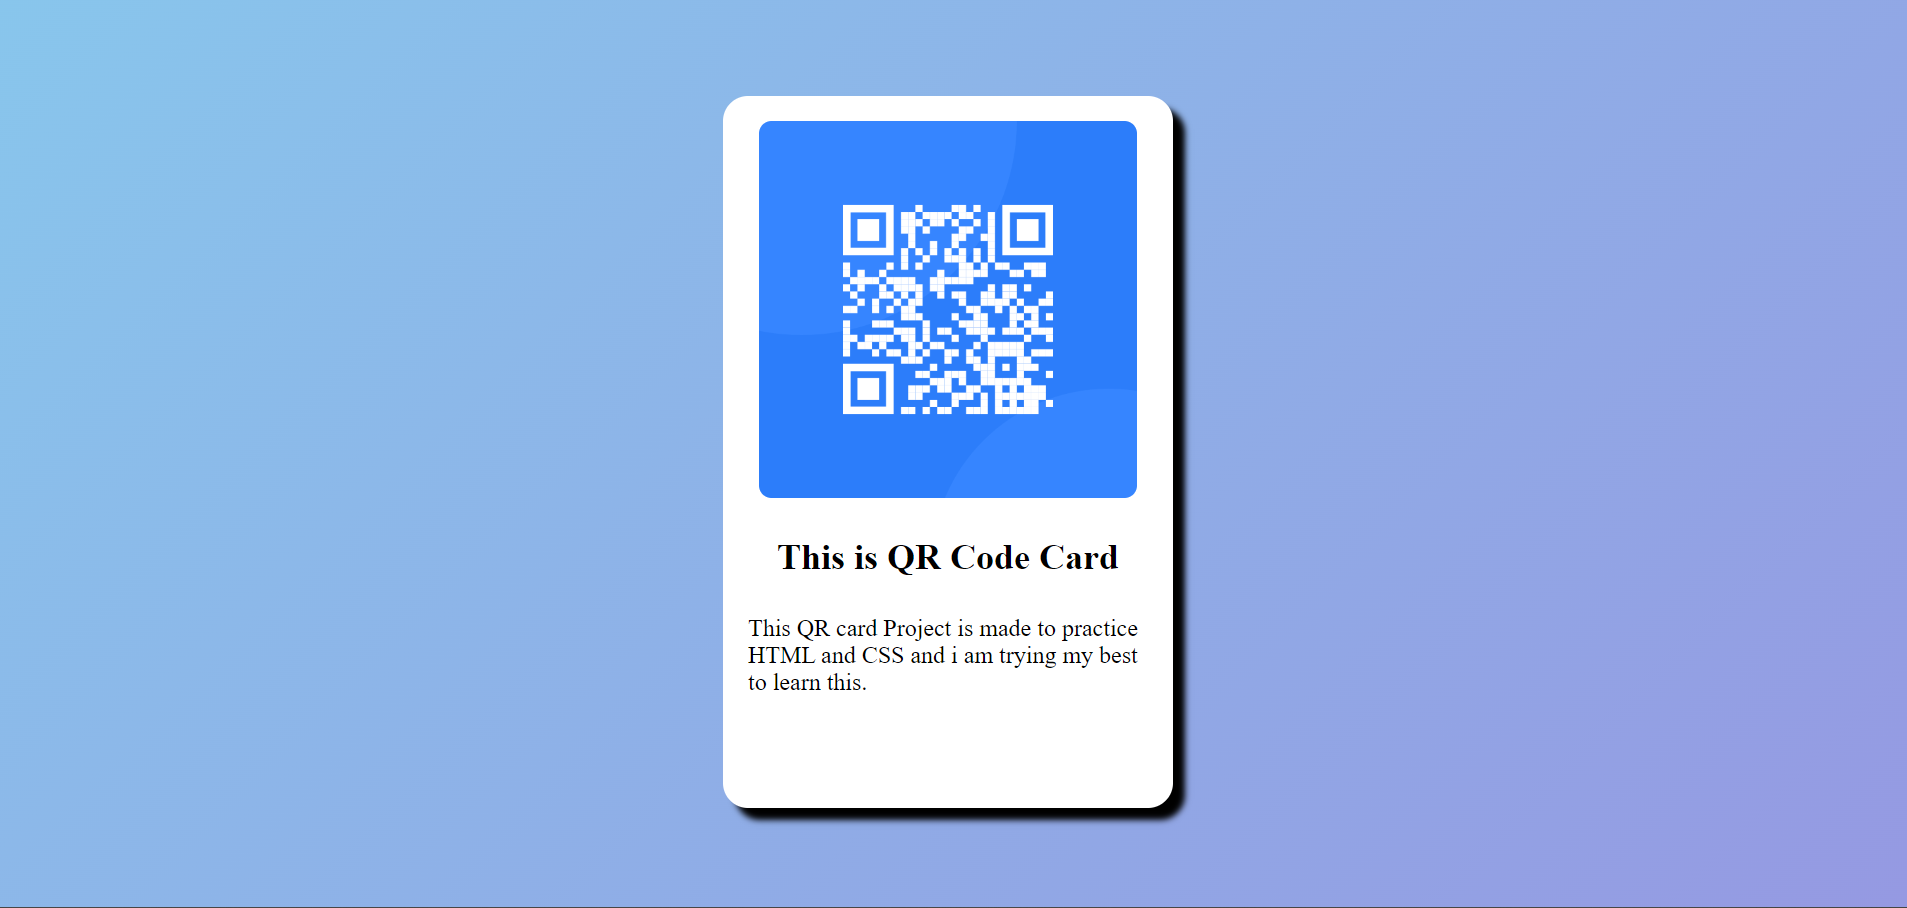 This is QR Code Card
This QR card Project is made to practice
HTML and CSS and i am trying my best
to learn this.